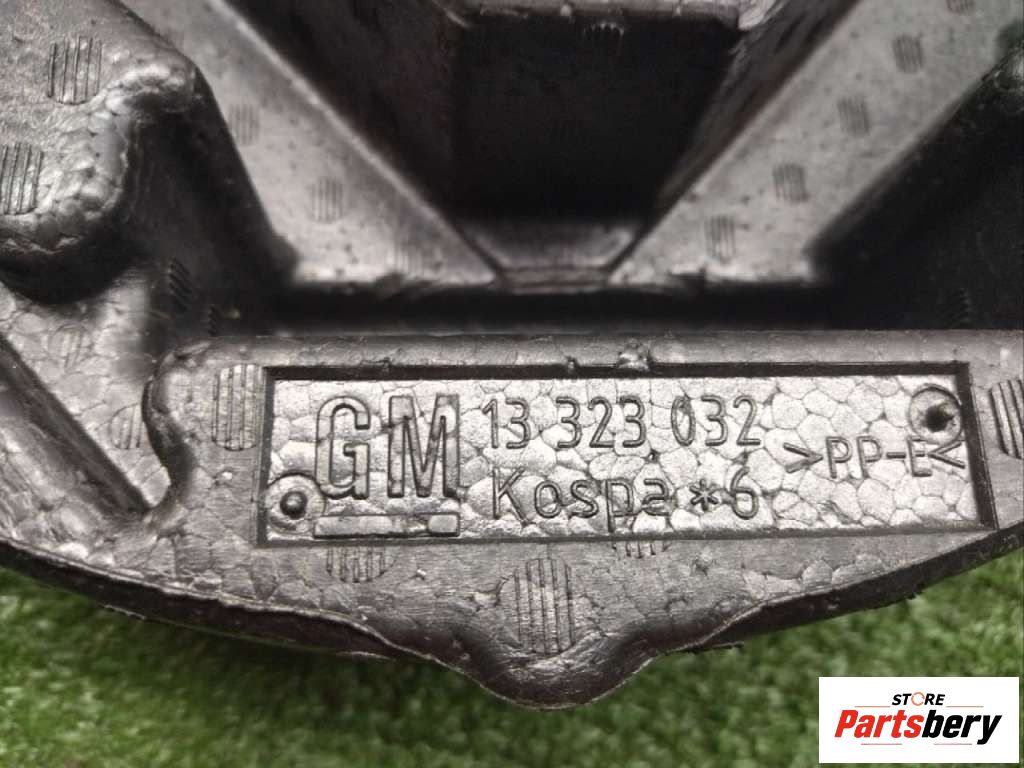 GM 13 323 032
Kospa *6
>PP-E<
STORE
Partsbery